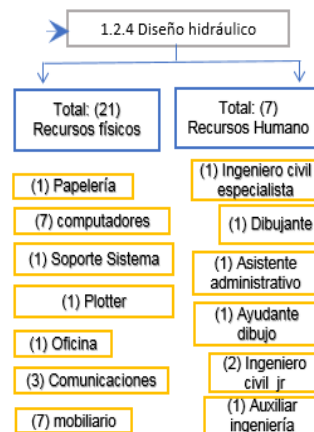 1.2.4 Diseño hidráulico
Total: (21)
Recursos físicos
Total: (7)
Recursos Humano
(1) Papelería
(7) computadores
(1) Soporte Sistema
(1) Plotter
(1) Oficina
(3) Comunicaciones
(7) mobiliario
(1) Ingeniero civil
especialista
(1) Dibujante
(1) Asistente
administrativo
(1) Ayudante
dibujo
(2) Ingeniero
civil jr
(1) Auxiliar
ingeniería